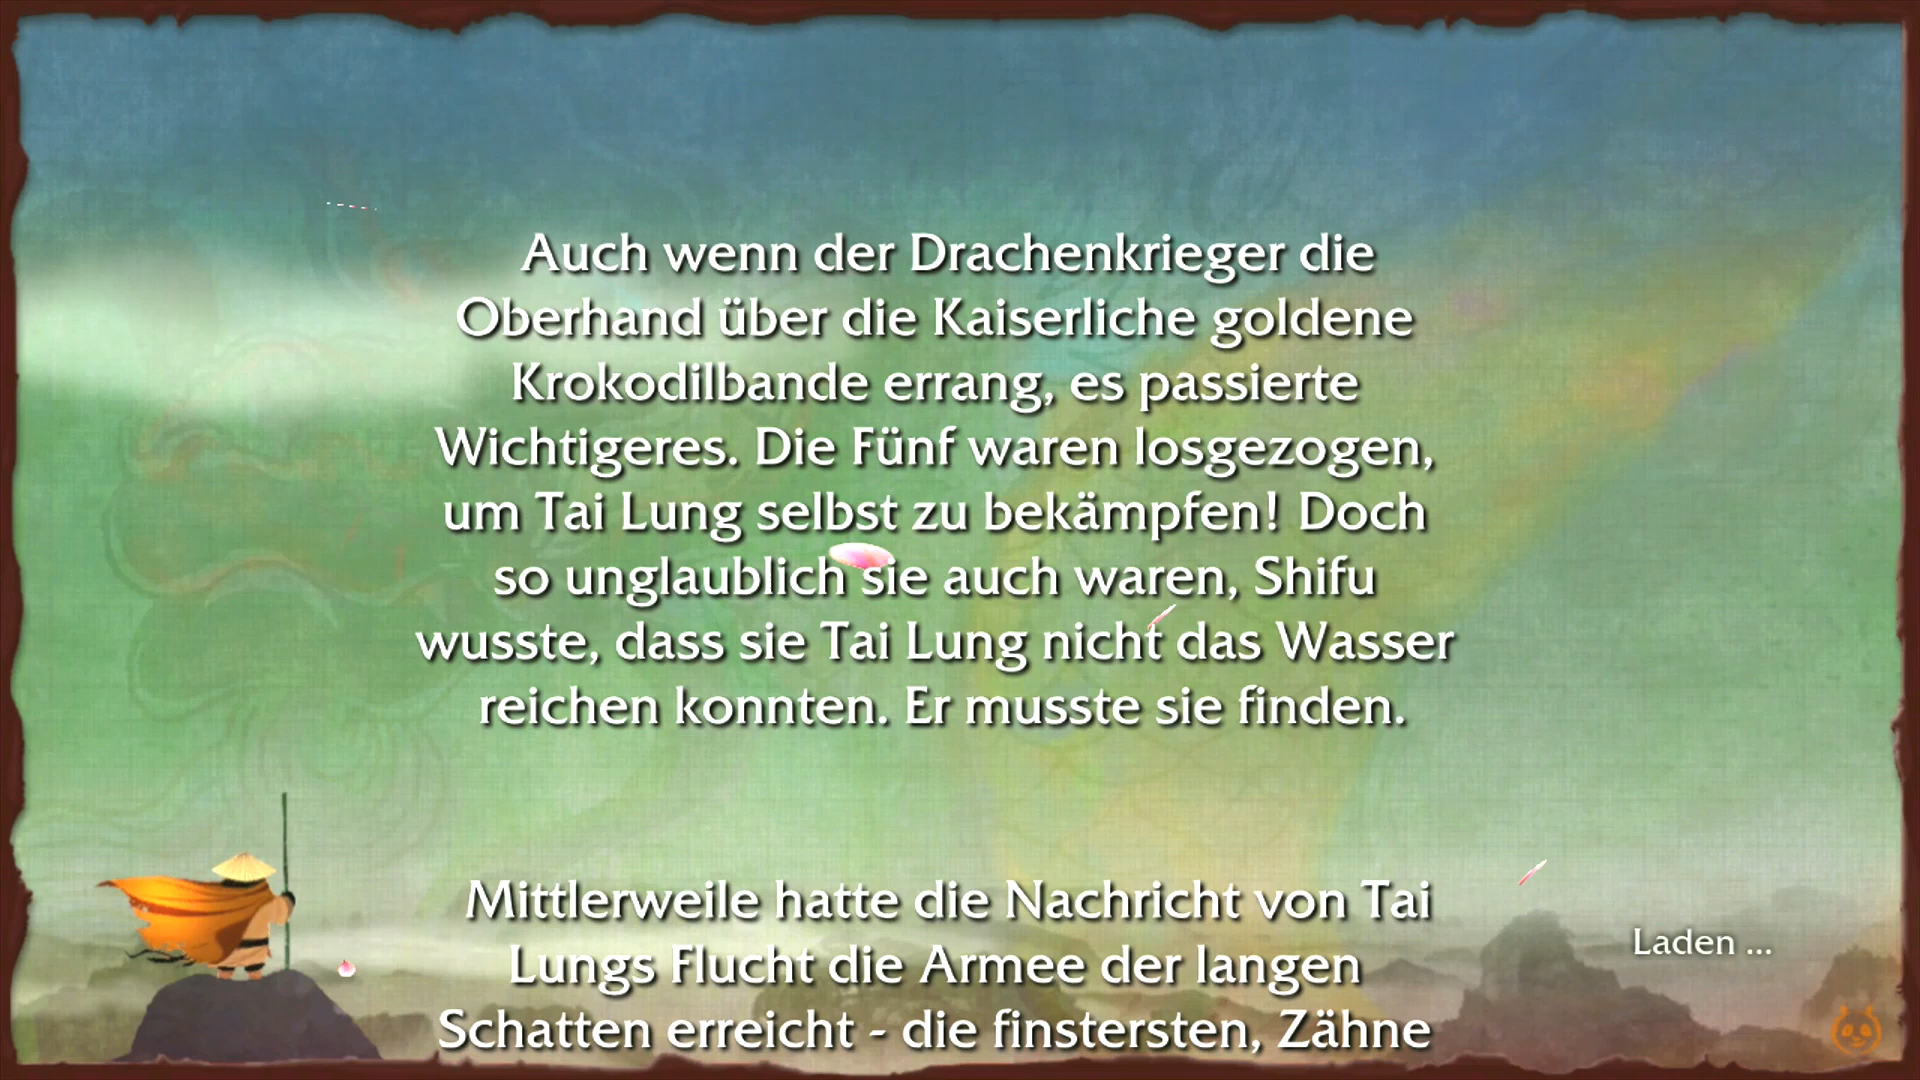 Auch wenn der Drachenkrieger die
Oberhand über die Kaiserliche goldene
Krokodilbande errang, es passierte
Wichtigeres. Die Fünf waren losgezogen,
um Tai Lung selbst zu bekämpfen! Doch
so unglaublich sie auch waren, Shifu
wusste, dass sie Tai Lung nicht das Wasser
reichen konnten. Er musste sie finden.
Mittlerweile hatte die Nachricht von Tai
Lungs Flucht die Armee der langen
Schatten erreicht - die finstersten, Zähne
Laden ...